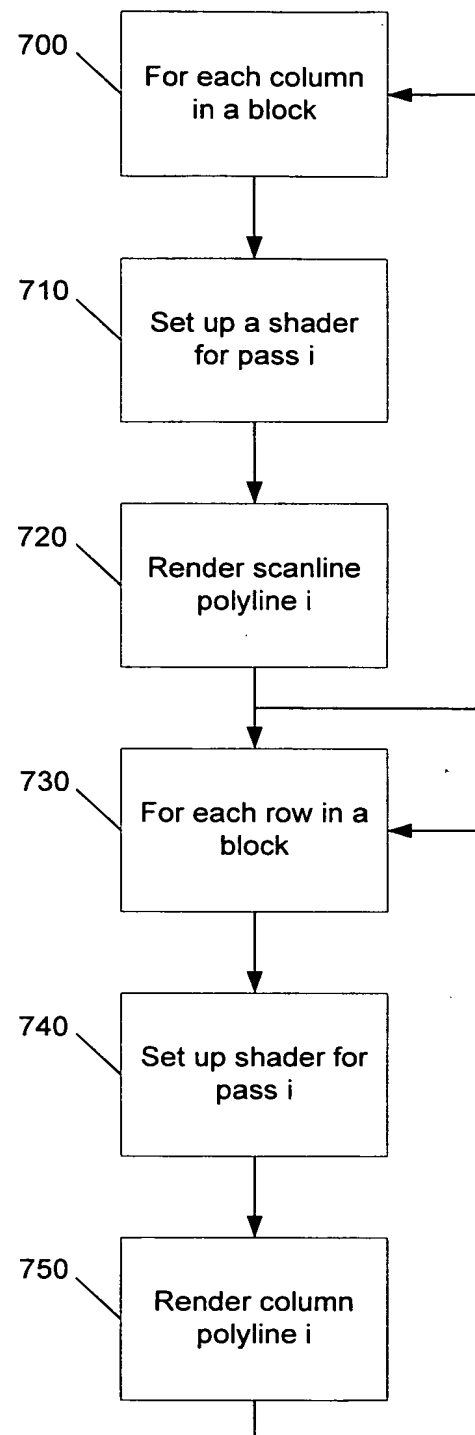 700
For each column
in a block
710
Set up a shader
for pass i
720
Render scanline
polyline i
730
For each row in a
block
740
Set up shader for
pass i
750
Render column
polyline i